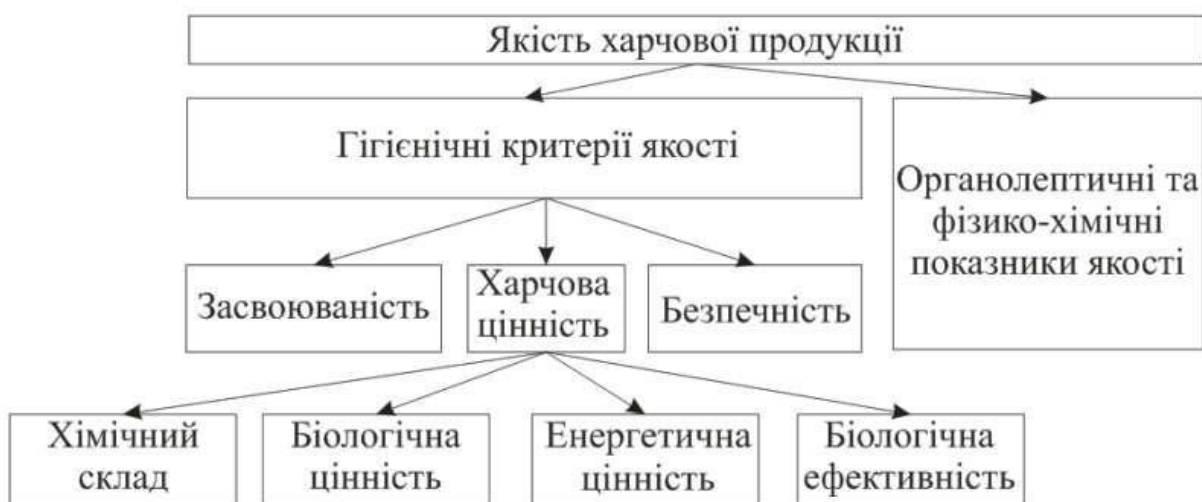 Якість харчової продукції
Гігієнічні критерії якості
Органолептичні та
фізико-хімічні
показники якості
Засвоюваність
Харчова
цінність
Безпечність
Хімічний
склад
Біологічна
цінність
Енергетична
цінність
Біологічна
ефективність